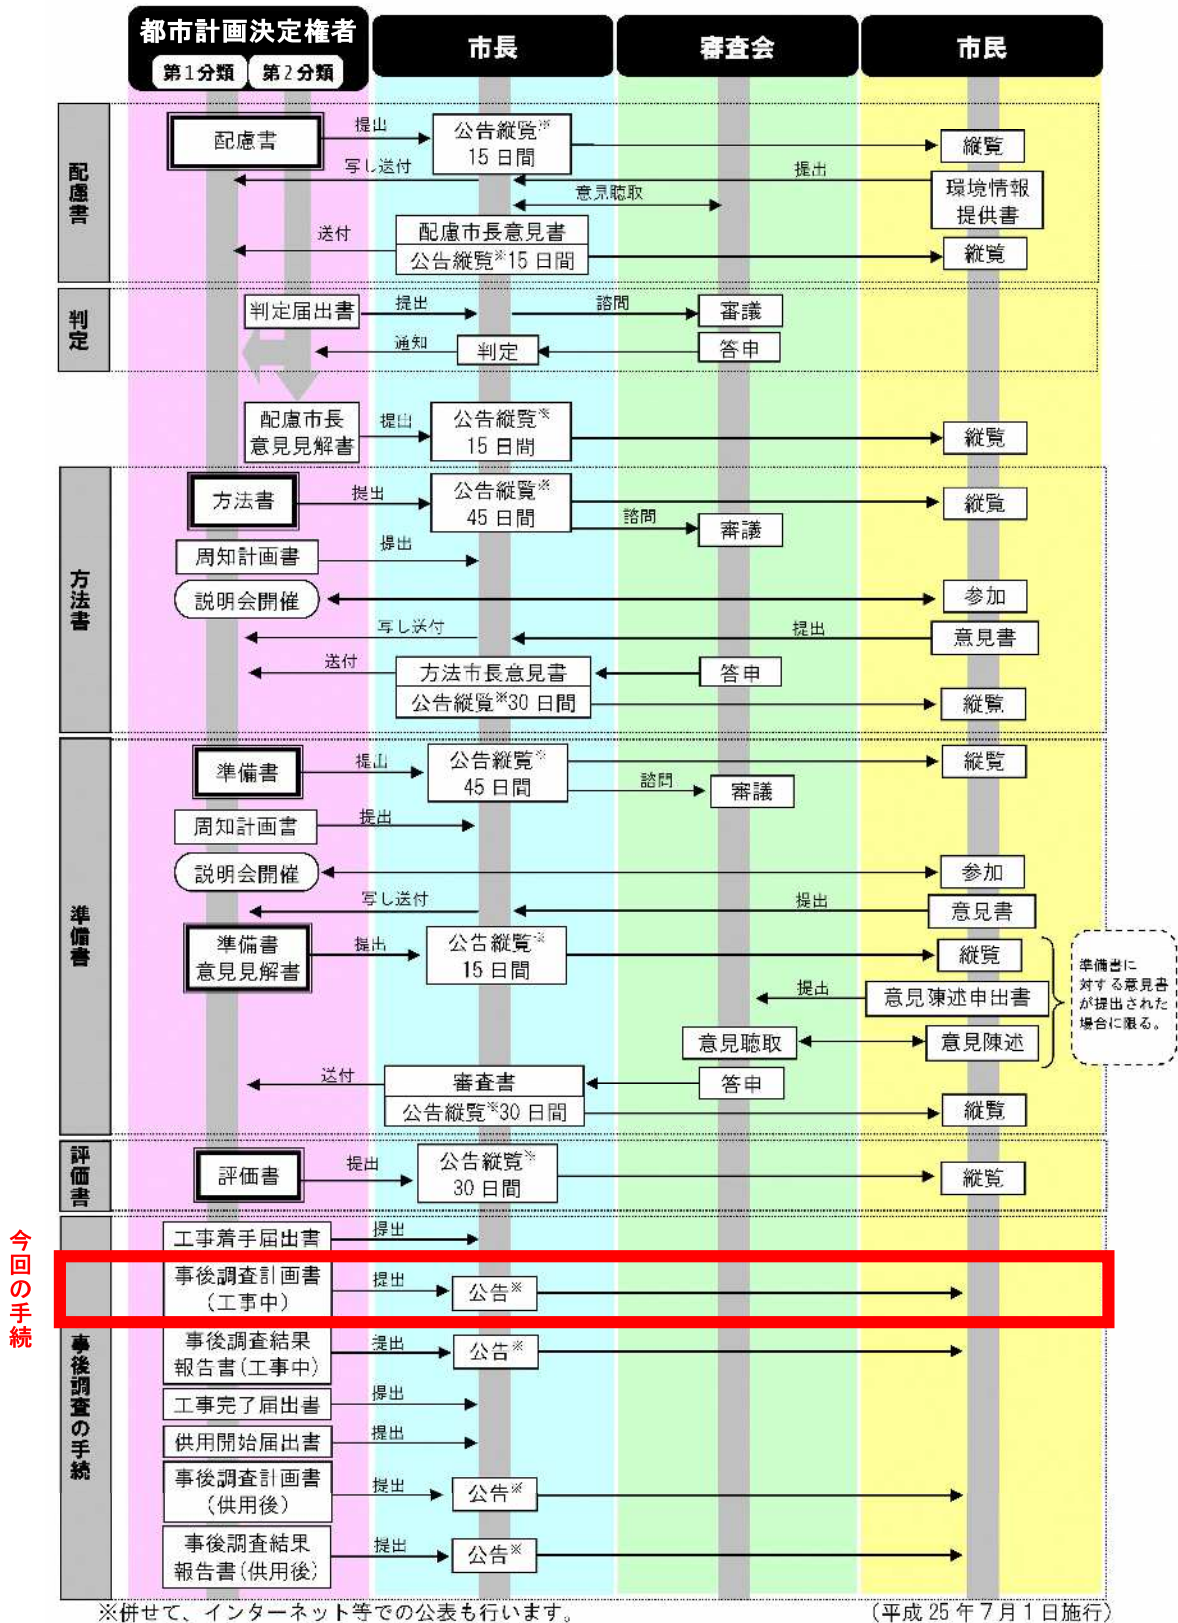 都市計画決定権者
第1分類 第2分類
市長
審査会
市民
配慮書
配慮書
提出
公告縦覧※
15日間
縦覧
写し送付
提出
環境情報
提供書
意見聴取
送付
配慮市長意見書
公告縦覧※15日間
縦覧
判定
判定届出書
提出
諮問
審議
通知
判定
答申
配慮市長
意見見解書
提出
公告縦覧※
15日間
縦覧
方法書
方法書
提出
公告縦覧※
45日間
縦覧
諮問
審議
周知計画書
提出
説明会開催
参加
写し送付
提出
意見書
送付
方法市長意見書
公告縦覧※30日間
答申
縦覧
準備書
準備書
提出
公告縦覧※
45日間
縦覧
諮問
審議
周知計画書
提出
説明会開催
参加
写し送付
提出
意見書
準備書
意見見解書
提出
公告縦覧※
15日間
縦覧
提出
意見陳述申出書
意見聴取
意見陳述
準備書に
対する意見書
が提出された
場合に限る。
送付
審査書
公告縦覧※30日間
答申
縦覧
評価書
評価書
提出
公告縦覧※
30日間
縦覧
今回の手続
事後調査の手続
工事着手届出書
提出
事後調査計画書
(工事中)
提出
公告※
事後調査結果
報告書(工事中)
提出
公告※
工事完了届出書
提出
供用開始届出書
提出
事後調査計画書
(供用後)
提出
公告※
事後調査結果
報告書(供用後)
提出
公告※
※併せて、インターネット等での公表も行います。
(平成25年7月1日施行)